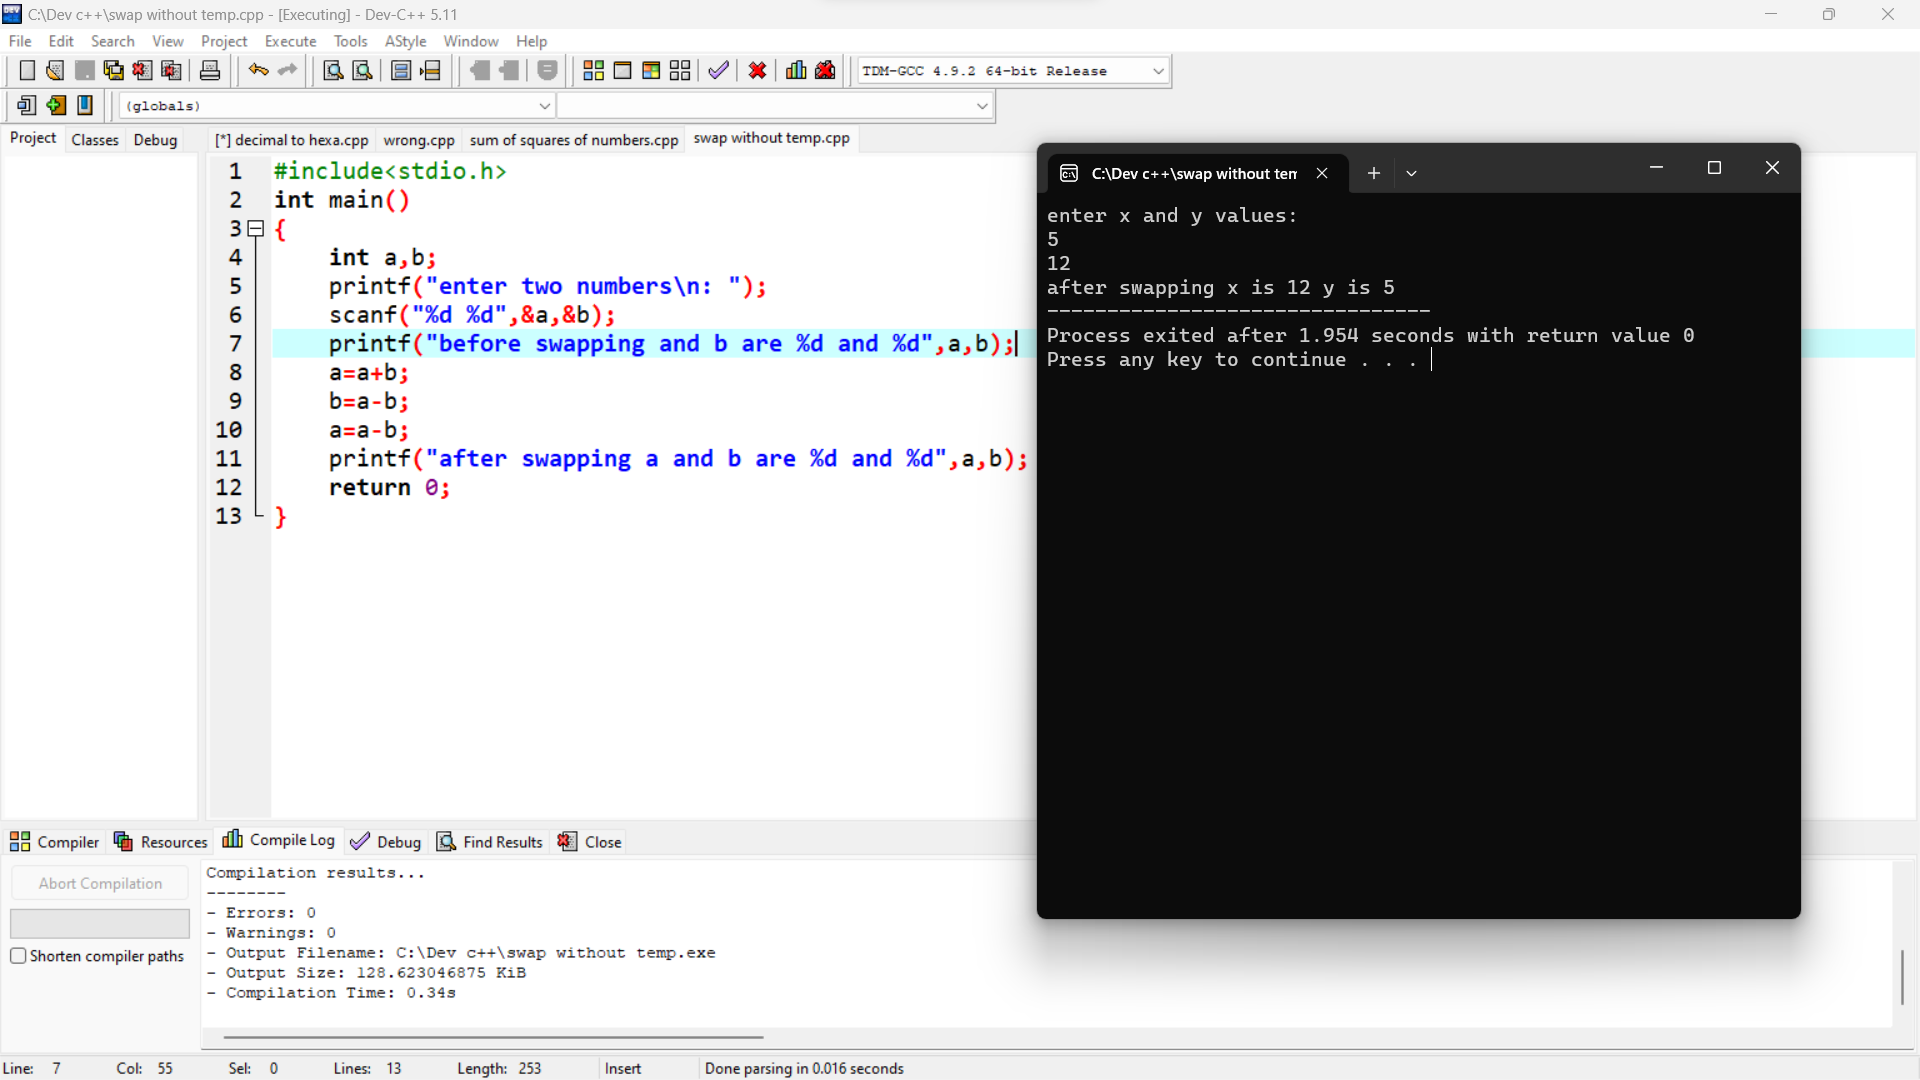 C:\Dev c++\swap without temp.cpp - [Executing] - Dev-C++ 5.11
File Edit Search View Project Execute Tools AStyle Window Help
TDM-GCC 4.9.2 64-bit Release
(globals)
Project Classes Debug
[*] decimal to hexa.cpp wrong.cpp sum of squares of numbers.cpp swap without temp.cpp
1 #include<stdio.h>
2 int main()
3 {
4 int a,b;
5 printf("enter two numbers\n: ");
6 scanf("%d %d",&a,&b);
7 printf("before swapping and b are %d and %d",a,b);
8 a=a+b;
9 b=a-b;
10 a=a-b;
11 printf("after swapping a and b are %d and %d",a,b);
12 return 0;
13 }
C:\Dev c++\swap without ten
enter x and y values:
5
12
after swapping x is 12 y is 5
--------------------------------
Process exited after 1.954 seconds with return value 0
Press any key to continue . . .
Compiler Resources Compile Log Debug Find Results Close
Abort Compilation
Shorten compiler paths
Compilation results...
--------
- Errors: 0
- Warnings: 0
- Output Filename: C:\Dev c++\swap without temp.exe
- Output Size: 128.623046875 KiB
- Compilation Time: 0.34s
Line: 7 Col: 55 Sel: 0 Lines: 13 Length: 253 Insert Done parsing in 0.016 seconds